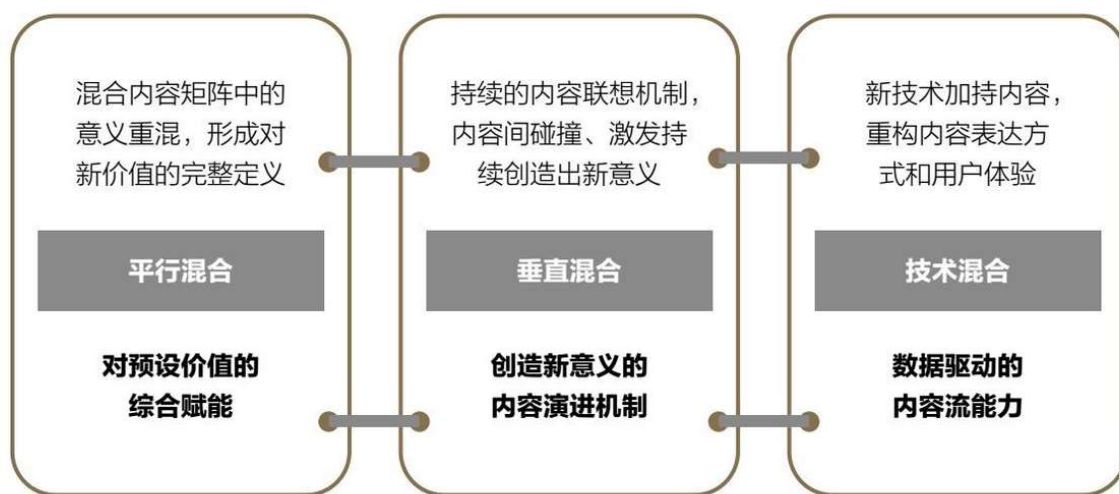 混合内容矩阵中的
意义重混，形成对
新价值的完整定义
平行混合
对预设价值的
综合赋能
持续的内容联想机制，
内容间碰撞、激发持
续创造出新意义
垂直混合
创造新意义的
内容演进机制
新技术加持内容，
重构内容表达方
式和用户体验
技术混合
数据驱动的
内容流能力